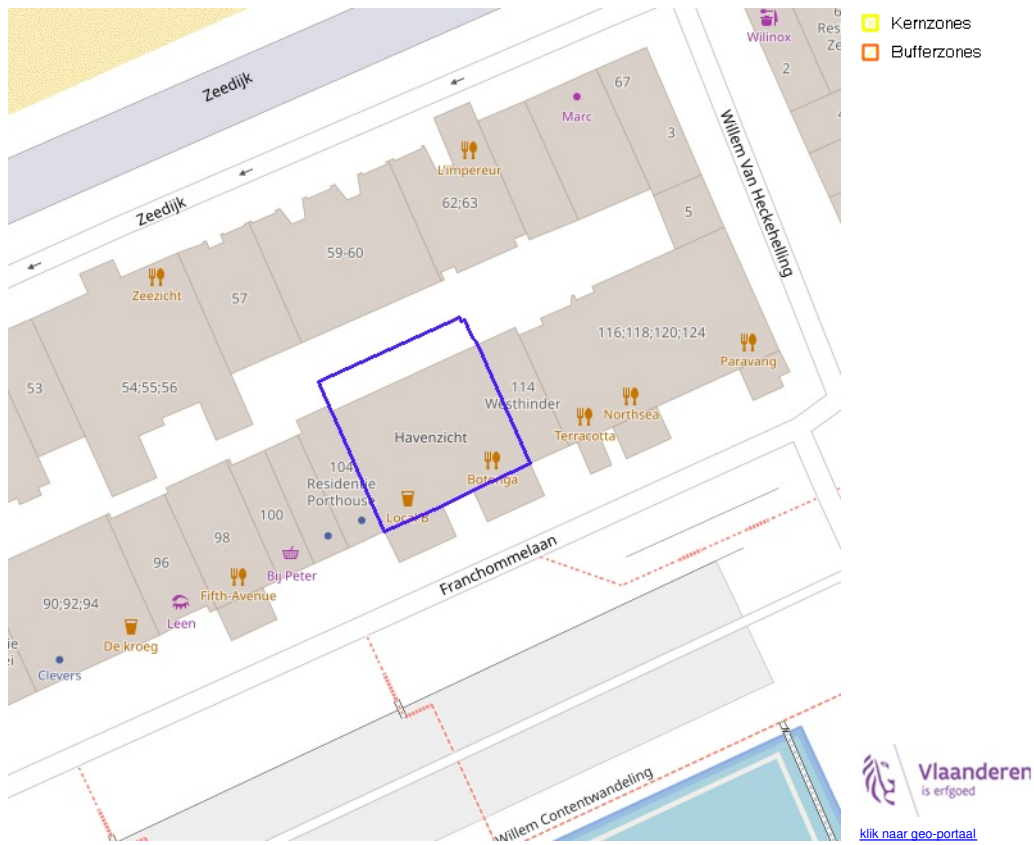 Zeedijk
Zeedijk
Willem Van Heckehelling
Wilinox
2
67
Marc
3
5
L'impereur
62;63
59-60
57
Zeezicht
54;55;56
53
116;118;120;124
Paravang
114
Westhinder
Northsea
Terracotta
Havenzicht
Botenga
104
Residentie
Porthouse
Local B
100
98
Bij Peter
Fifth-Avenue
96
Leen
90;92;94
De kroeg
Clevers
Franchommelaan
Willem Contentwandeling
Kernzones
Bufferzones
Vlaanderen
is erfgoed
klik naar geo-portaal